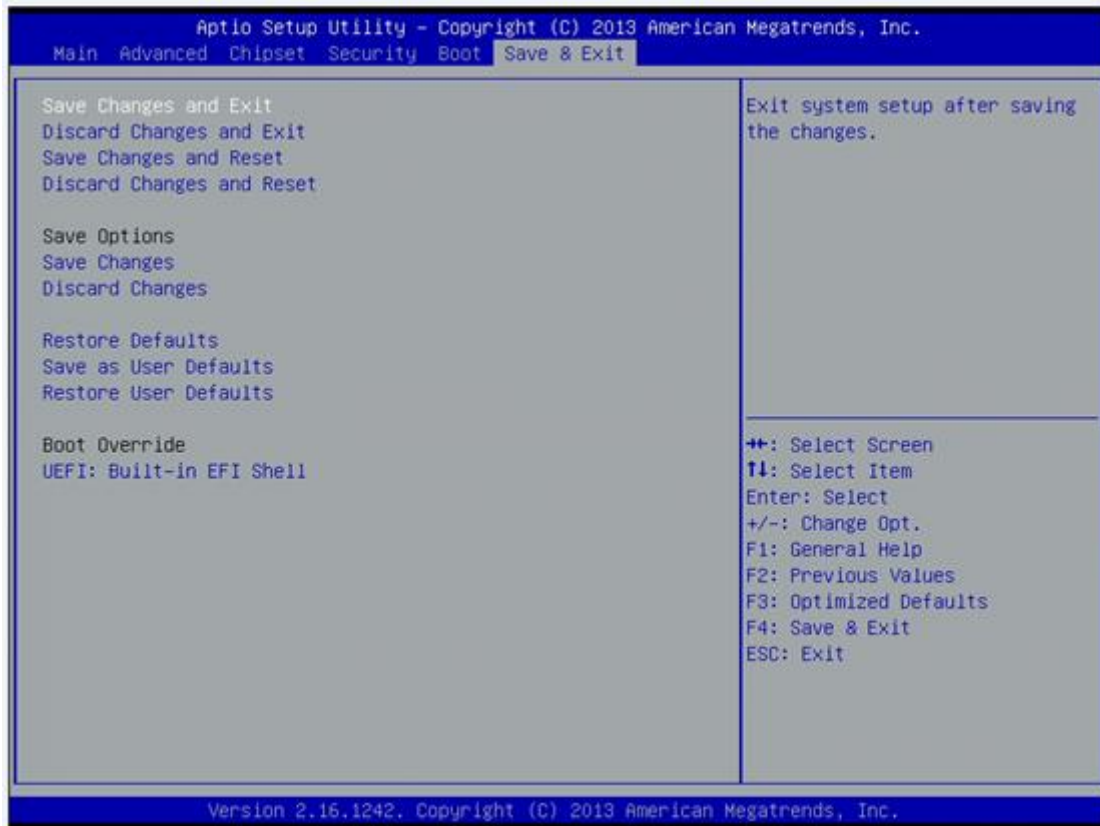 Aptio Setup Utility – Copyright (C) 2013 American Megatrends, Inc.
Main Advanced Chipset Security Boot Save & Exit
Save Changes and Exit
Discard Changes and Exit
Save Changes and Reset
Discard Changes and Reset
Save Options
Save Changes
Discard Changes
Restore Defaults
Save as User Defaults
Restore User Defaults
Boot Override
UEFI: Built-in EFI Shell
Exit system setup after saving
the changes.
→←: Select Screen
↑↓: Select Item
Enter: Select
+/-: Change Opt.
F1: General Help
F2: Previous Values
F3: Optimized Defaults
F4: Save & Exit
ESC: Exit
Version 2.16.1242. Copyright (C) 2013 American Megatrends, Inc.